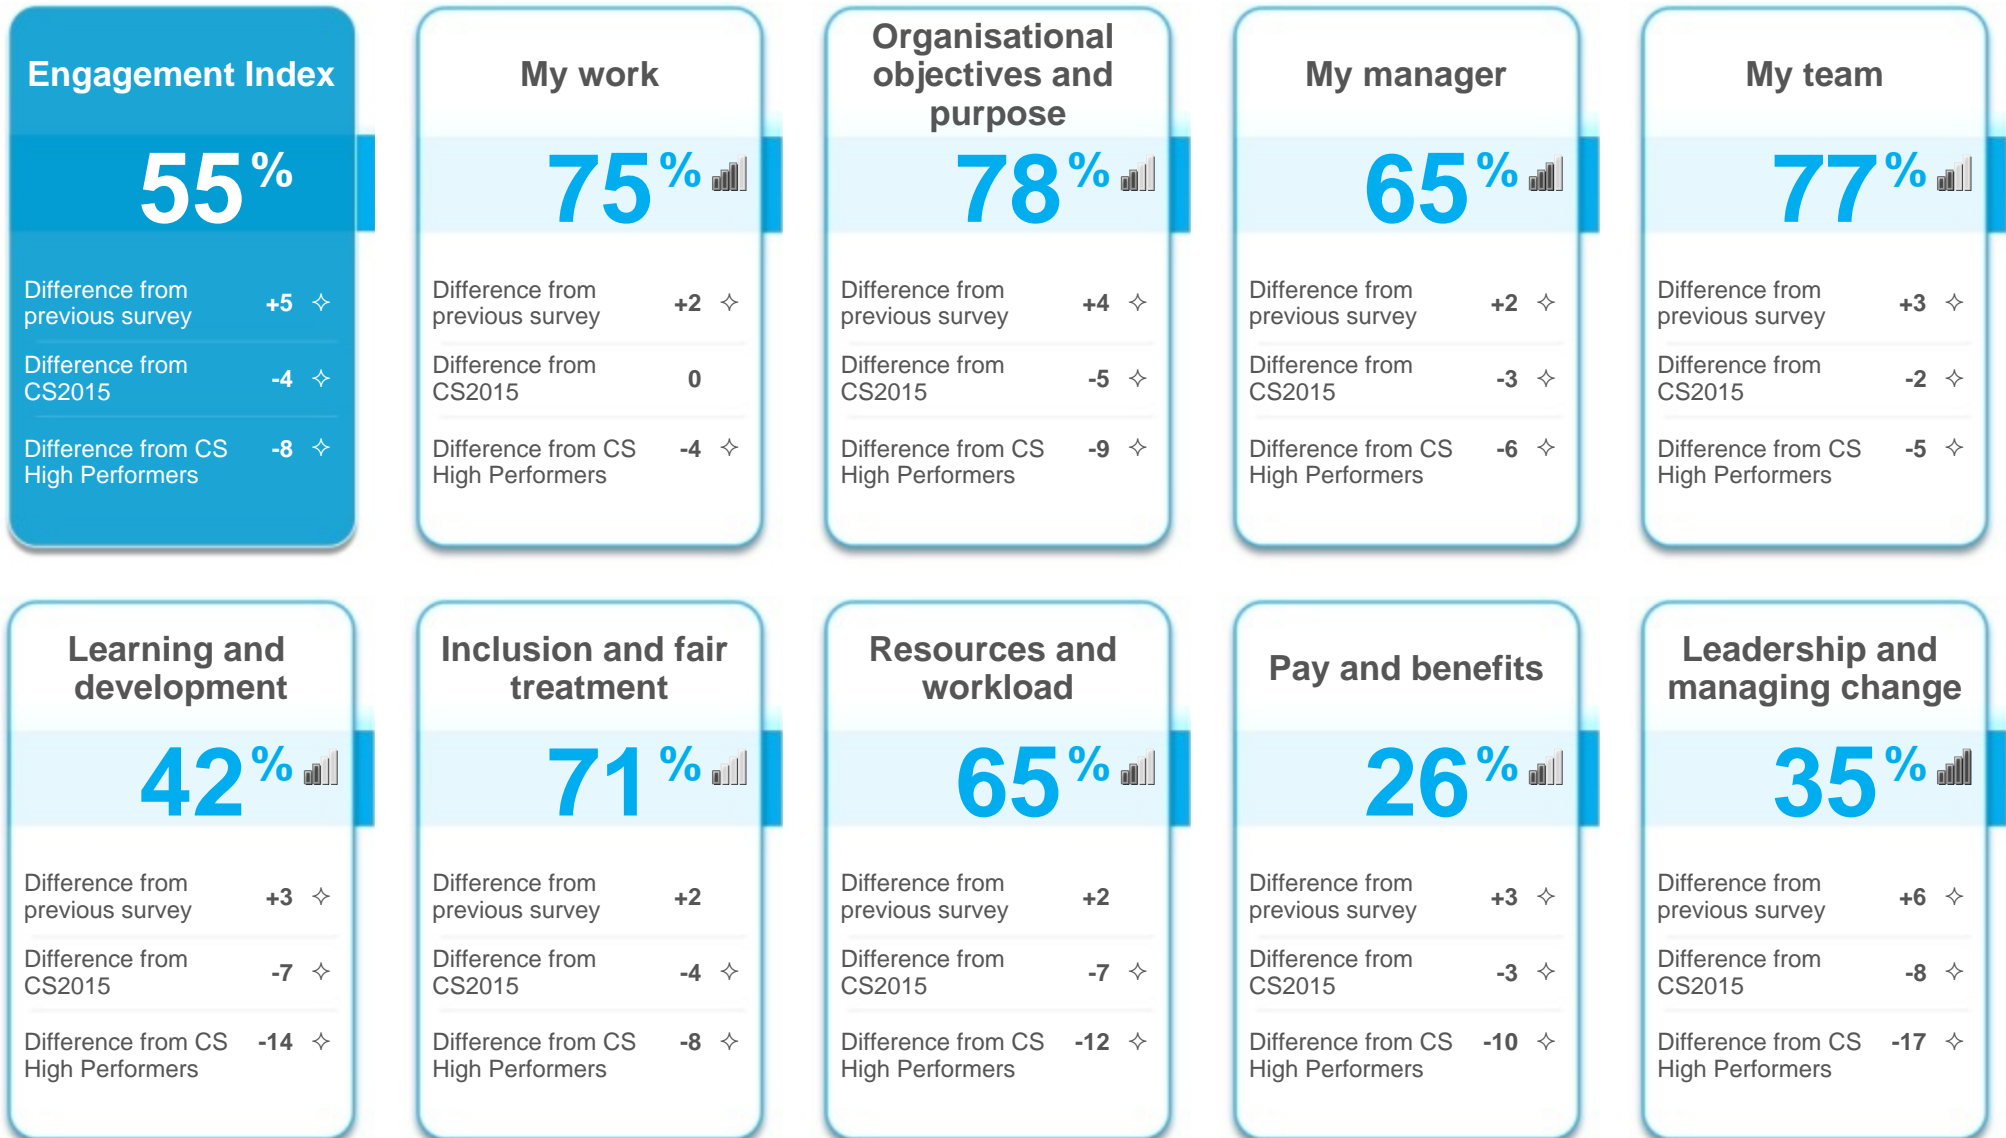 Engagement Index
55%
Difference from
previous survey +5 ✧
Difference from
CS2015 -4 ✧
Difference from CS
High Performers -8 ✧
My work
75%
Difference from
previous survey +2 ✧
Difference from
CS2015 0
Difference from CS
High Performers -4 ✧
Organisational
objectives and
purpose
78%
Difference from
previous survey +4 ✧
Difference from
CS2015 -5 ✧
Difference from CS
High Performers -9 ✧
My manager
65%
Difference from
previous survey +2 ✧
Difference from
CS2015 -3 ✧
Difference from CS
High Performers -6 ✧
My team
77%
Difference from
previous survey +3 ✧
Difference from
CS2015 -2 ✧
Difference from CS
High Performers -5 ✧
Learning and
development
42%
Difference from
previous survey +3 ✧
Difference from
CS2015 -7 ✧
Difference from CS
High Performers -14 ✧
Inclusion and fair
treatment
71%
Difference from
previous survey +2
Difference from
CS2015 -4 ✧
Difference from CS
High Performers -8 ✧
Resources and
workload
65%
Difference from
previous survey +2
Difference from
CS2015 -7 ✧
Difference from CS
High Performers -12 ✧
Pay and benefits
26%
Difference from
previous survey +3 ✧
Difference from
CS2015 -3 ✧
Difference from CS
High Performers -10 ✧
Leadership and
managing change
35%
Difference from
previous survey +6 ✧
Difference from
CS2015 -8 ✧
Difference from CS
High Performers -17 ✧